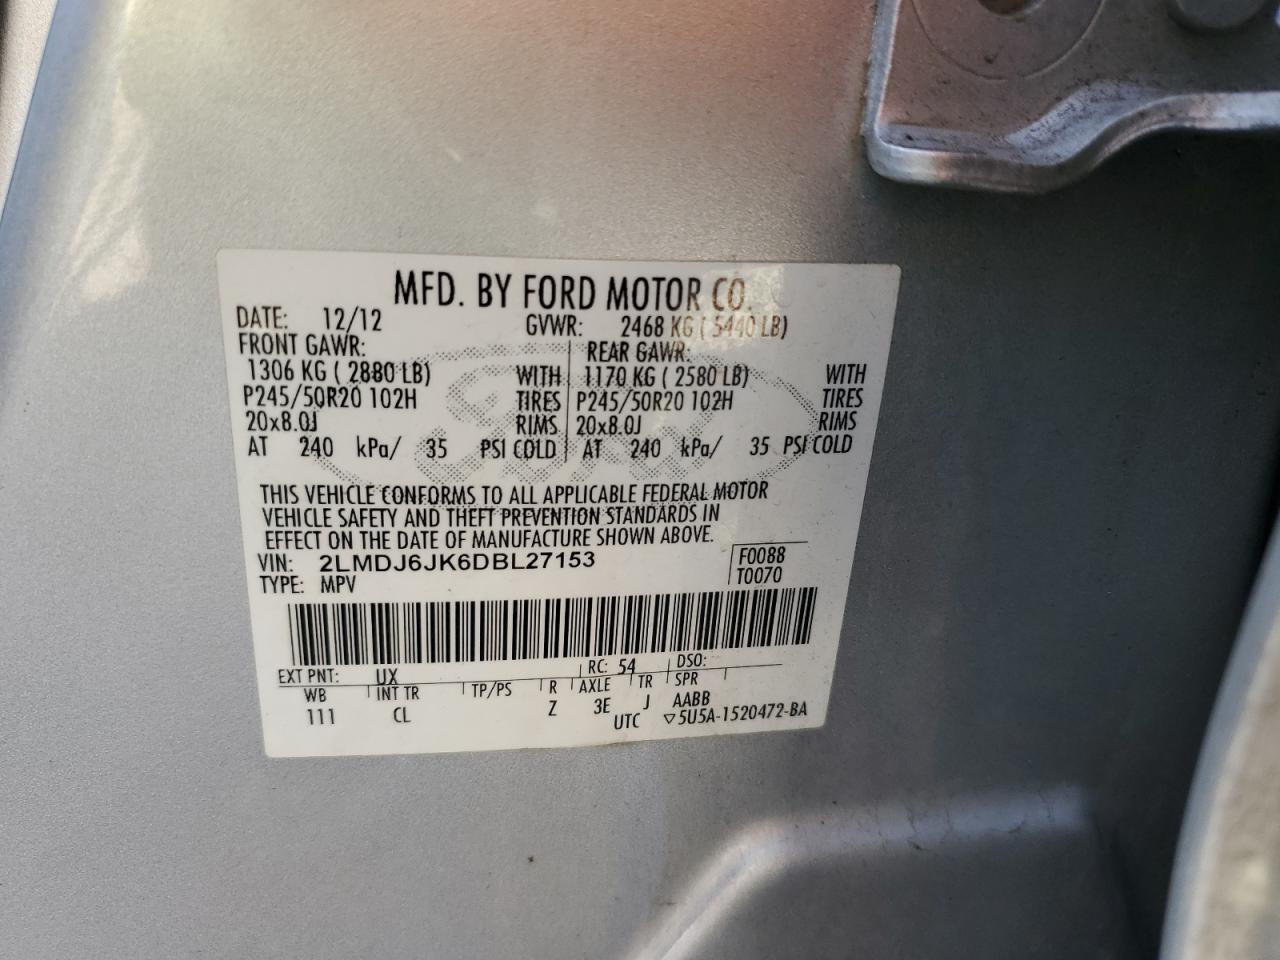 MFD. BY FORD MOTOR CO.
DATE: 12/12 GVWR: 2468 KG ( 5440 LB)
FRONT GAWR: REAR GAWR:
1306 KG ( 2880 LB) WITH 1170 KG ( 2580 LB) WITH
P245/50R20 102H TIRES P245/50R20 102H TIRES
20x8.0J RIMS 20x8.0J RIMS
AT 240 kPa/ 35 PSI COLD AT 240 kPa/ 35 PSI COLD
THIS VEHICLE CONFORMS TO ALL APPLICABLE FEDERAL MOTOR
VEHICLE SAFETY AND THEFT PREVENTION STANDARDS IN
EFFECT ON THE DATE OF MANUFACTURE SHOWN ABOVE.
VIN: 2LMDJ6JK6DBL27153 F0088
TYPE: MPV T0070
EXT PNT: UX RC: 54 DSO:
WB INT TR TP/PS R AXLE TR SPR
111 CL Z 3E J AABB
UTC ▽5U5A-1520472-BA